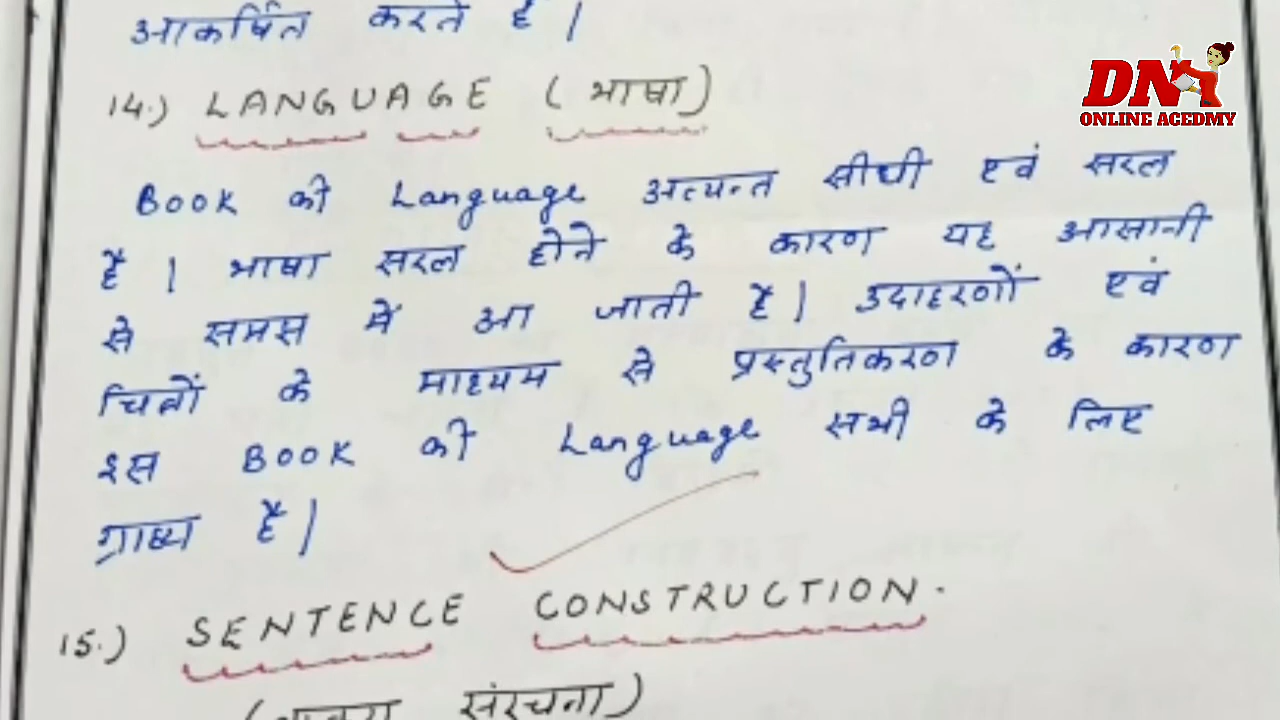 आकर्षित करते है |
14.) LANGUAGE (भाषा)
DNA
ONLINE ACEDMY
Book की Language अत्यन्त सीधी एवं सरल
है | भाषा सरल होने के कारण यह आसानी
से समझ में आ जाती है | उदाहरणों एवं
चित्रों के माध्यम से प्रस्तुतिकरण के कारण
इस Book की Language सभी के लिए
ग्राह्य है |
15.) SENTENCE CONSTRUCTION.
(वाक्य संरचना)